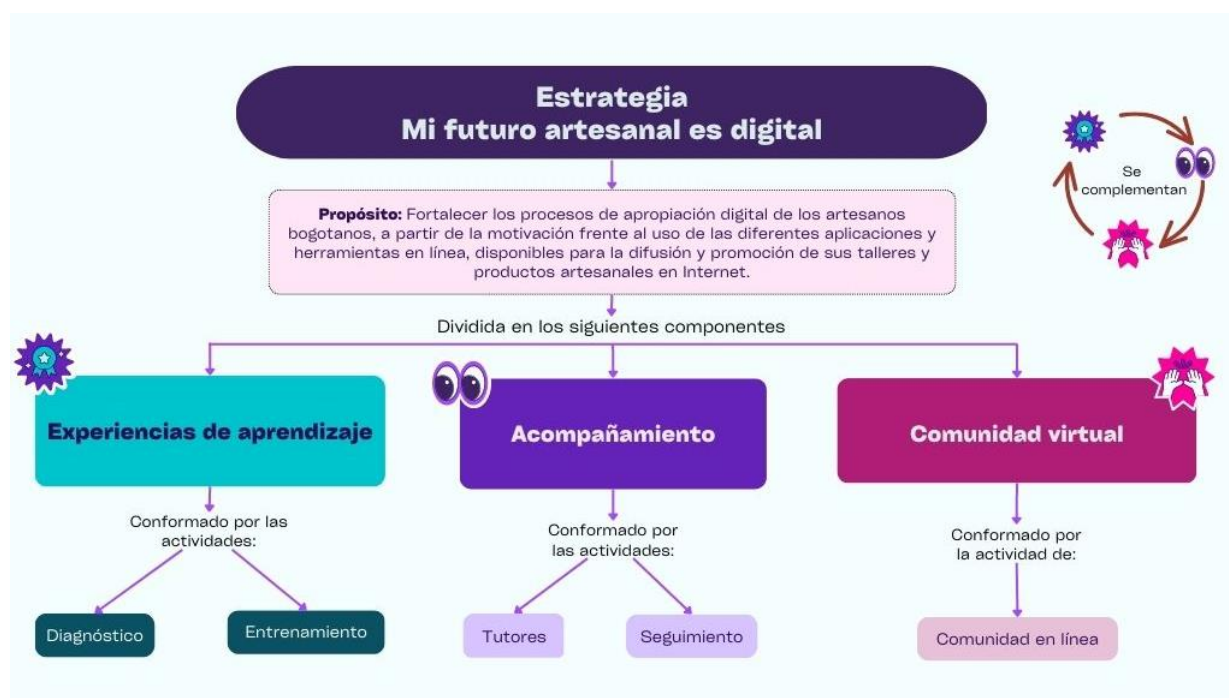 Estrategia
Mi futuro artesanal es digital
Se
complementan
Propósito: Fortalecer los procesos de apropiación digital de los artesanos
bogotanos, a partir de la motivación frente al uso de las diferentes aplicaciones y
herramientas en línea, disponibles para la difusión y promoción de sus talleres y
productos artesanales en Internet.
Dividida en los siguientes componentes
Experiencias de aprendizaje
Acompañamiento
Comunidad virtual
Conformado por las
actividades:
Conformado por
las actividades:
Conformado por
la actividad de:
Diagnóstico
Entrenamiento
Tutores
Seguimiento
Comunidad en línea